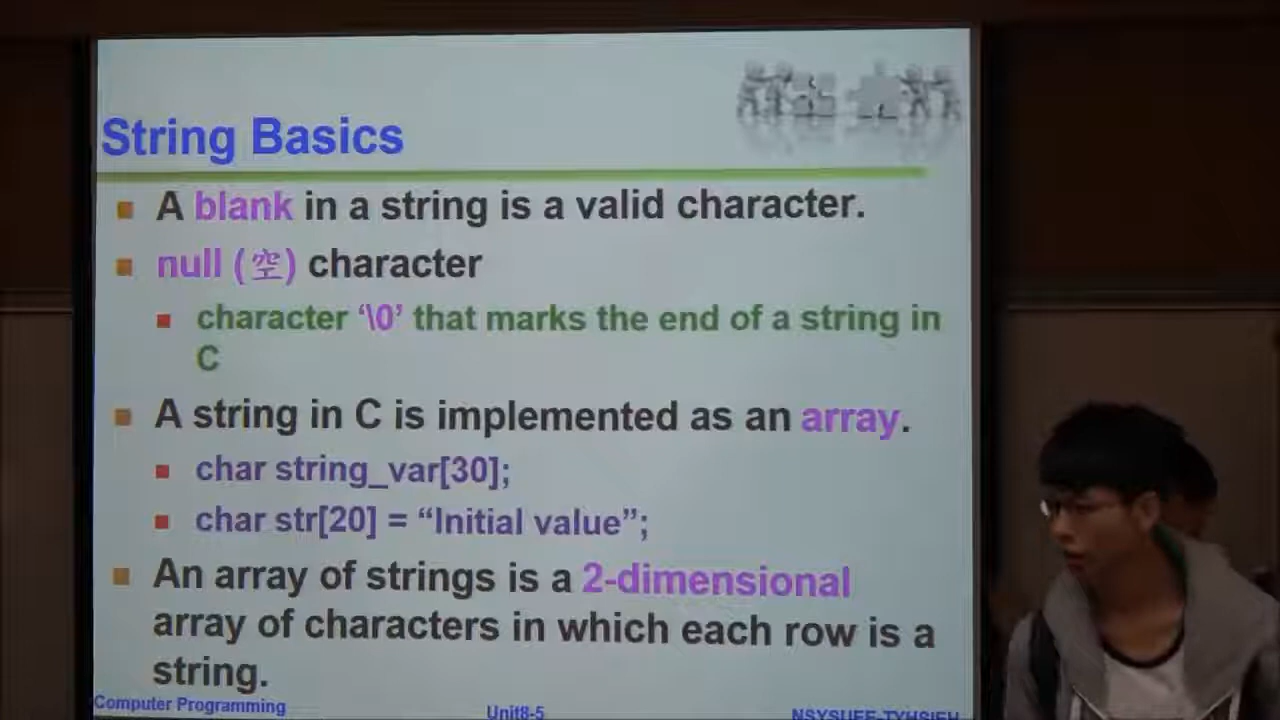 String Basics
A blank in a string is a valid character.
null (空) character
character ‘\0’ that marks the end of a string in
C
A string in C is implemented as an array.
char string_var[30];
char str[20] = “Initial value”;
An array of strings is a 2-dimensional
array of characters in which each row is a
string.
Computer Programming
Unit8-5
NSYSUEE-TYHSIEH